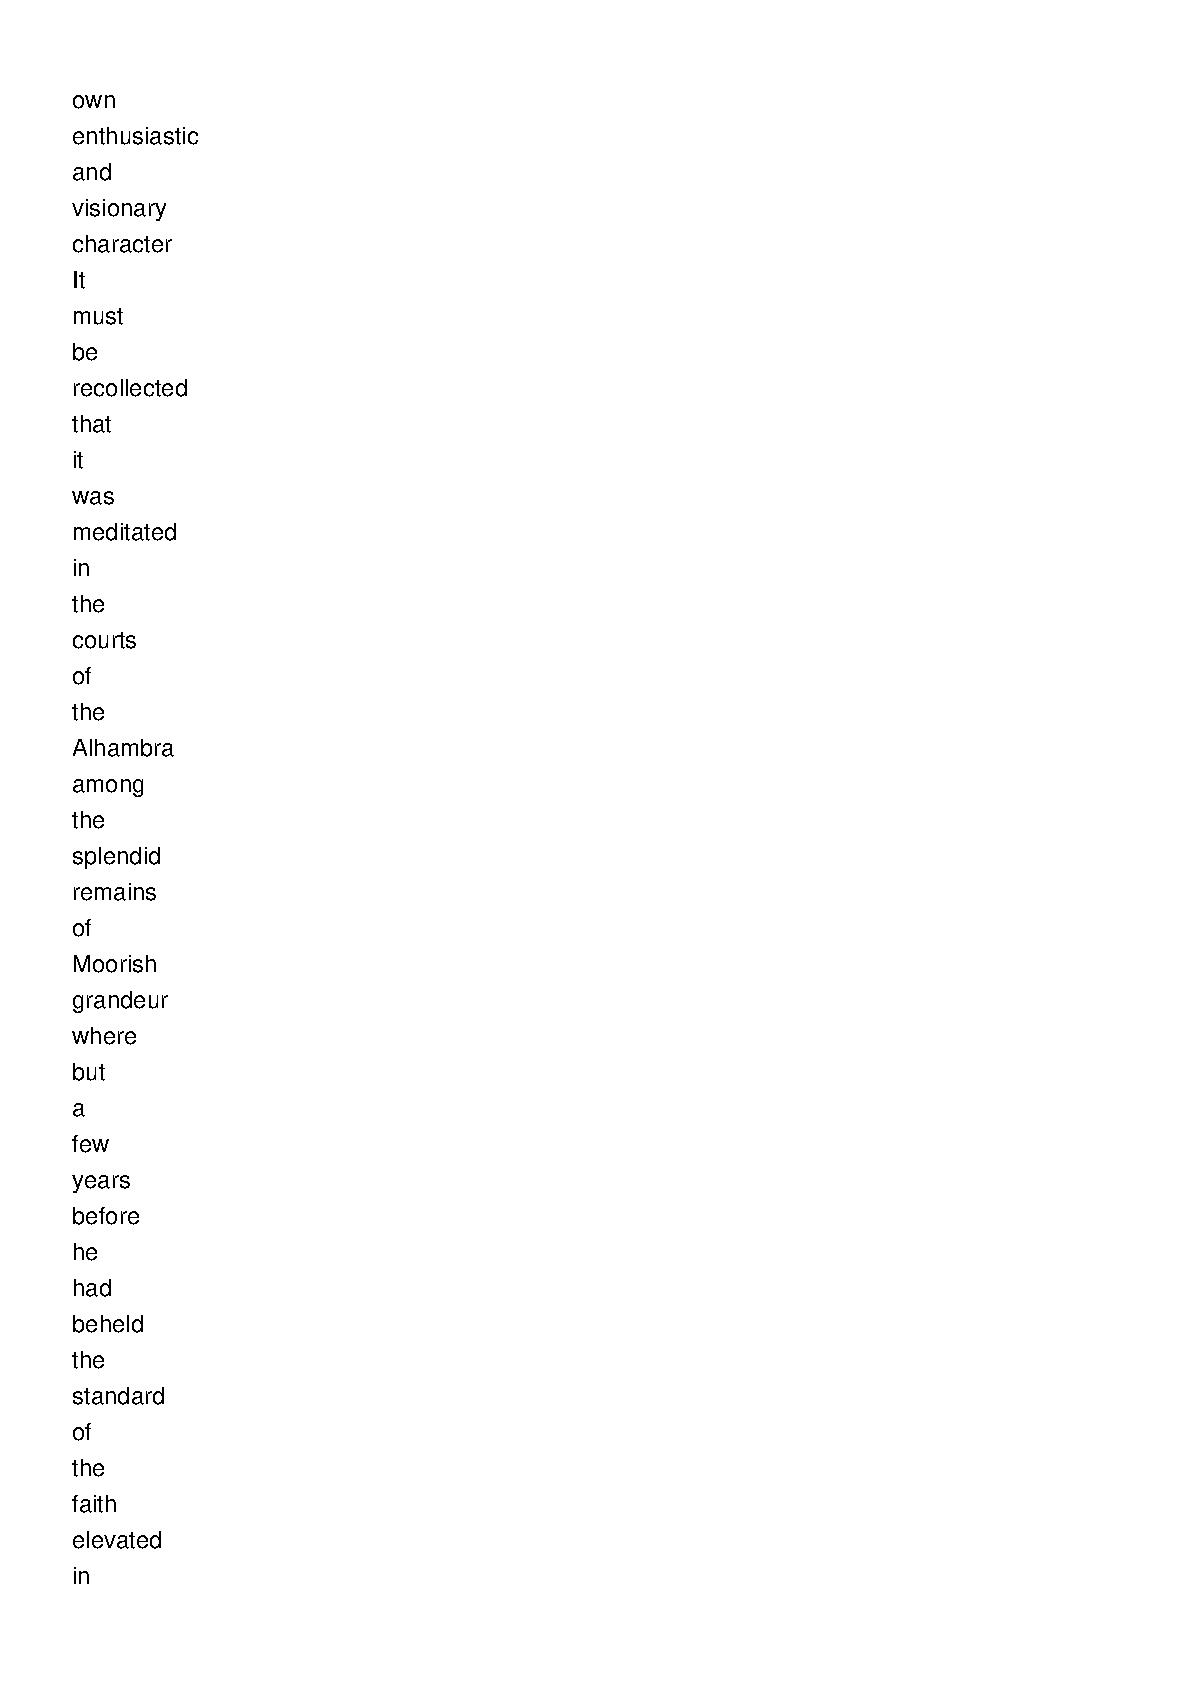 own
enthusiastic
and
visionary
character
It
must
be
recollected
that
it
was
meditated
in
the
courts
of
the
Alhambra
among
the
splendid
remains
of
Moorish
grandeur
where
but
a
few
years
before
he
had
beheld
the
standard
of
the
faith
elevated
in